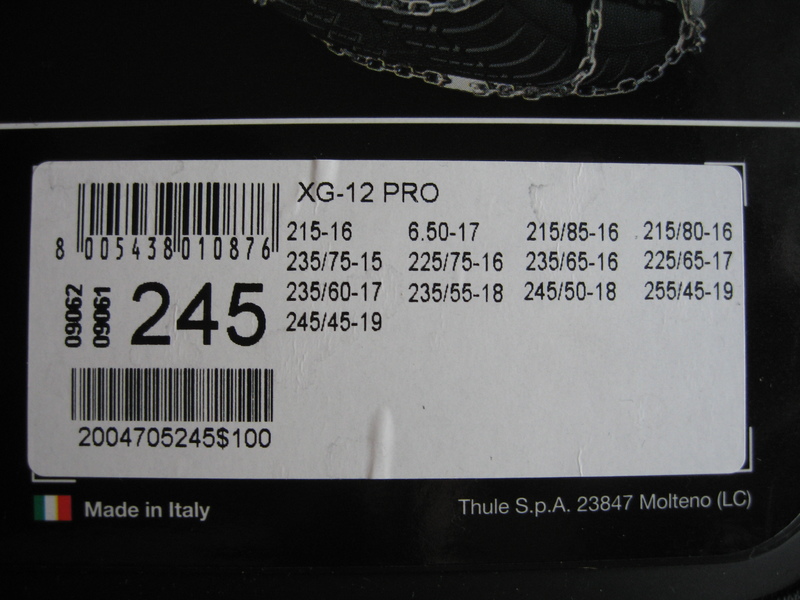 XG-12 PRO
8 005438 010876
215-16 6.50-17 215/85-16 215/80-16
235/75-15 225/75-16 235/65-16 225/65-17
235/60-17 235/55-18 245/50-18 255/45-19
245/45-19
09062
09061
245
2004705245$100
Made in Italy
Thule S.p.A. 23847 Molteno (LC)